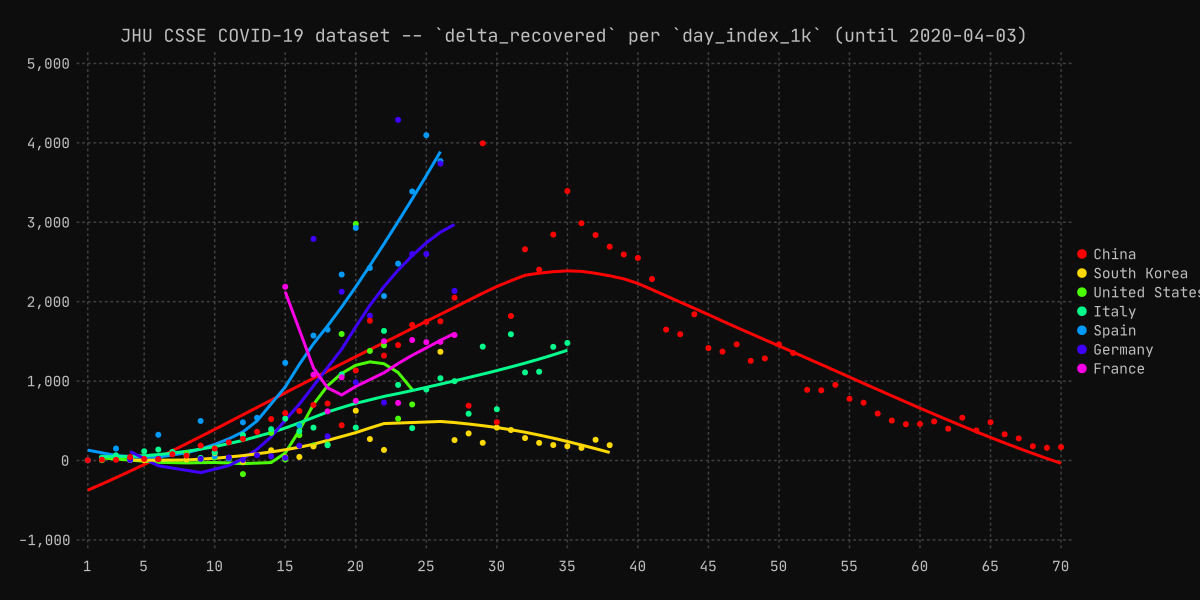 JHU CSSE COVID-19 dataset -- `delta_recovered` per `day_index_1k` (until 2020-04-03)
5,000
4,000
3,000
2,000
1,000
0
-1,000
1 5 10 15 20 25 30 35 40 45 50 55 60 65 70
China
South Korea
United States
Italy
Spain
Germany
France